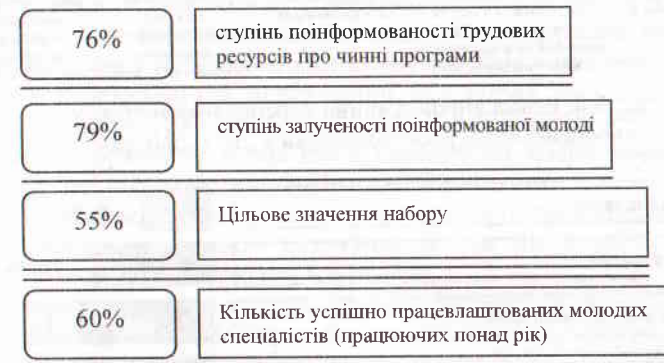 76%
ступінь поінформованості трудових
ресурсів про чинні програми
79%
ступінь залученості поінформованої молоді
55%
Цільове значення набору
60%
Кількість успішно працевлаштованих молодих
спеціалістів (працюючих понад рік)